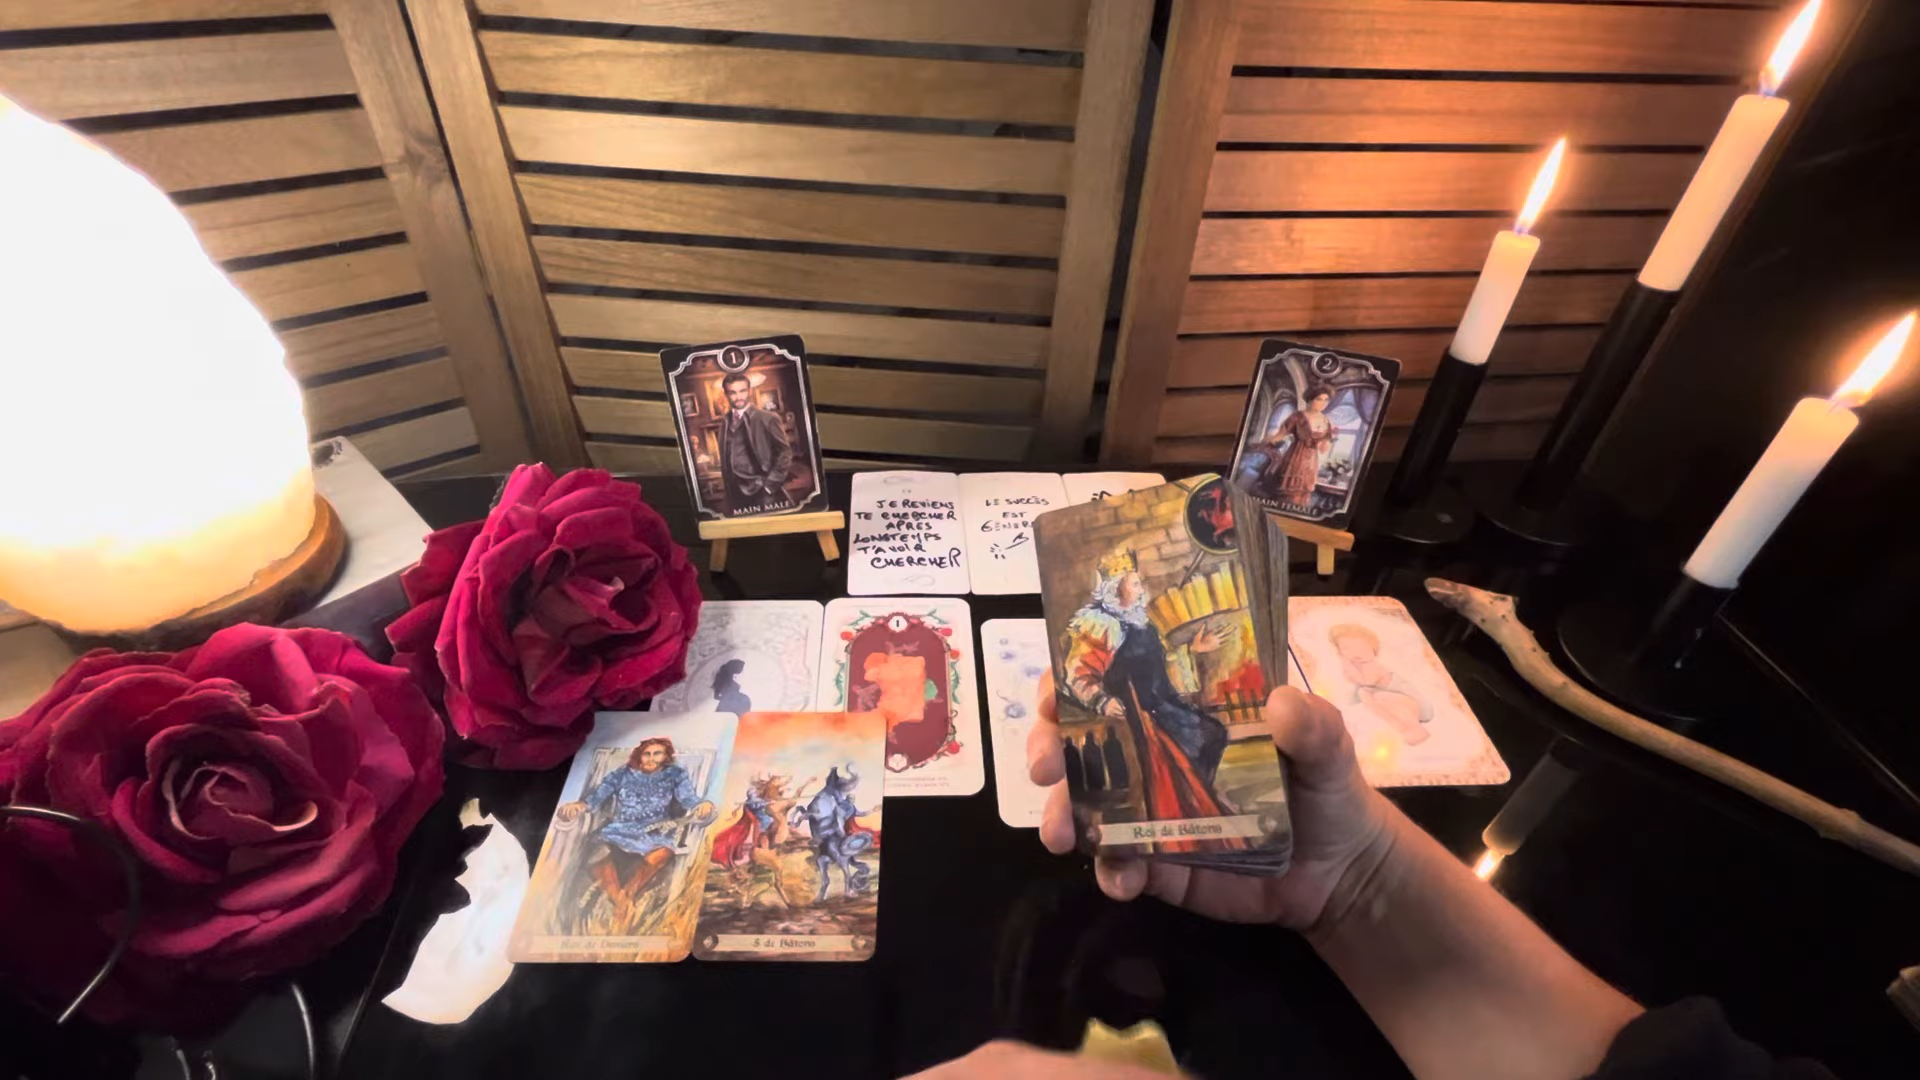 1
MAIN MALE
2
MAIN FEMALE
JE REVIENS
TE CHERCHER
APRES
LONGTEMPS
T'AVOIR
CHERCHER
LE SUCCÈS
EST
I
Roi de Bâtons
Roi de Deniers
5 de Bâtons